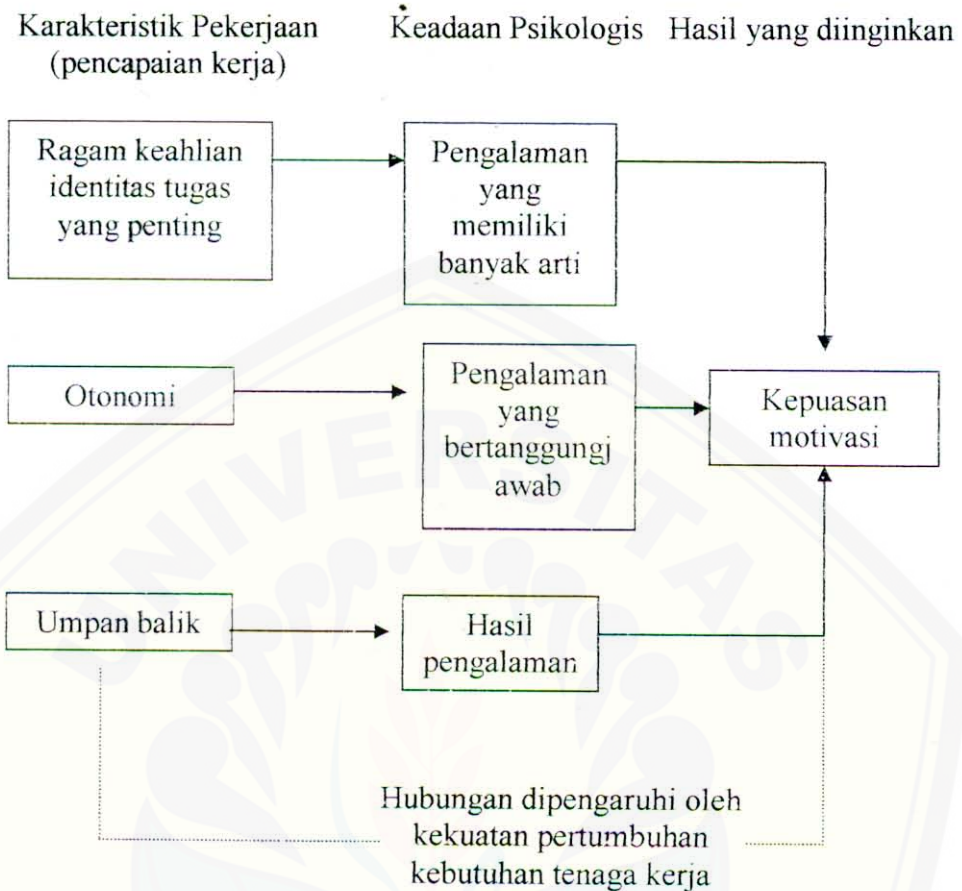 Karakteristik Pekerjaan
(pencapaian kerja)
Keadaan Psikologis
Hasil yang diinginkan
Ragam keahlian
identitas tugas
yang penting
Pengalaman
yang
memiliki
banyak arti
Otonomi
Pengalaman
yang
bertanggungj
awab
Kepuasan
motivasi
Umpan balik
Hasil
pengalaman
Hubungan dipengaruhi oleh
kekuatan pertumbuhan
kebutuhan tenaga kerja
UNIVERSITAS